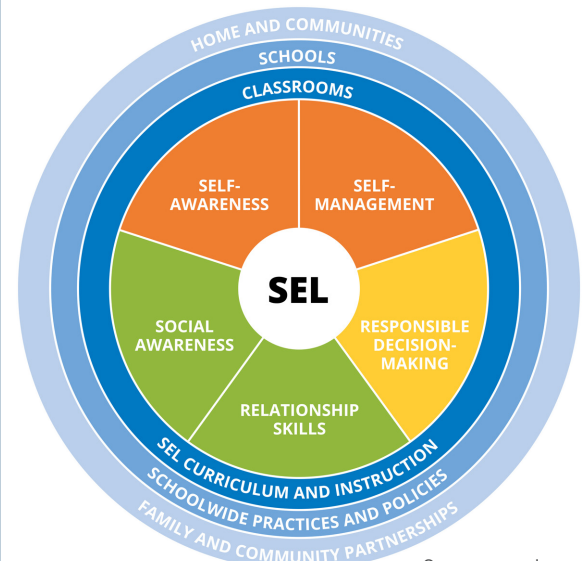 HOME AND COMMUNITIES
SCHOOLS
CLASSROOMS
SELF-
AWARENESS
SELF-
MANAGEMENT
SEL
SOCIAL
AWARENESS
RESPONSIBLE
DECISION-
MAKING
RELATIONSHIP
SKILLS
SEL CURRICULUM AND INSTRUCTION
SCHOOLWIDE PRACTICES AND POLICIES
FAMILY AND COMMUNITY PARTNERSHIPS